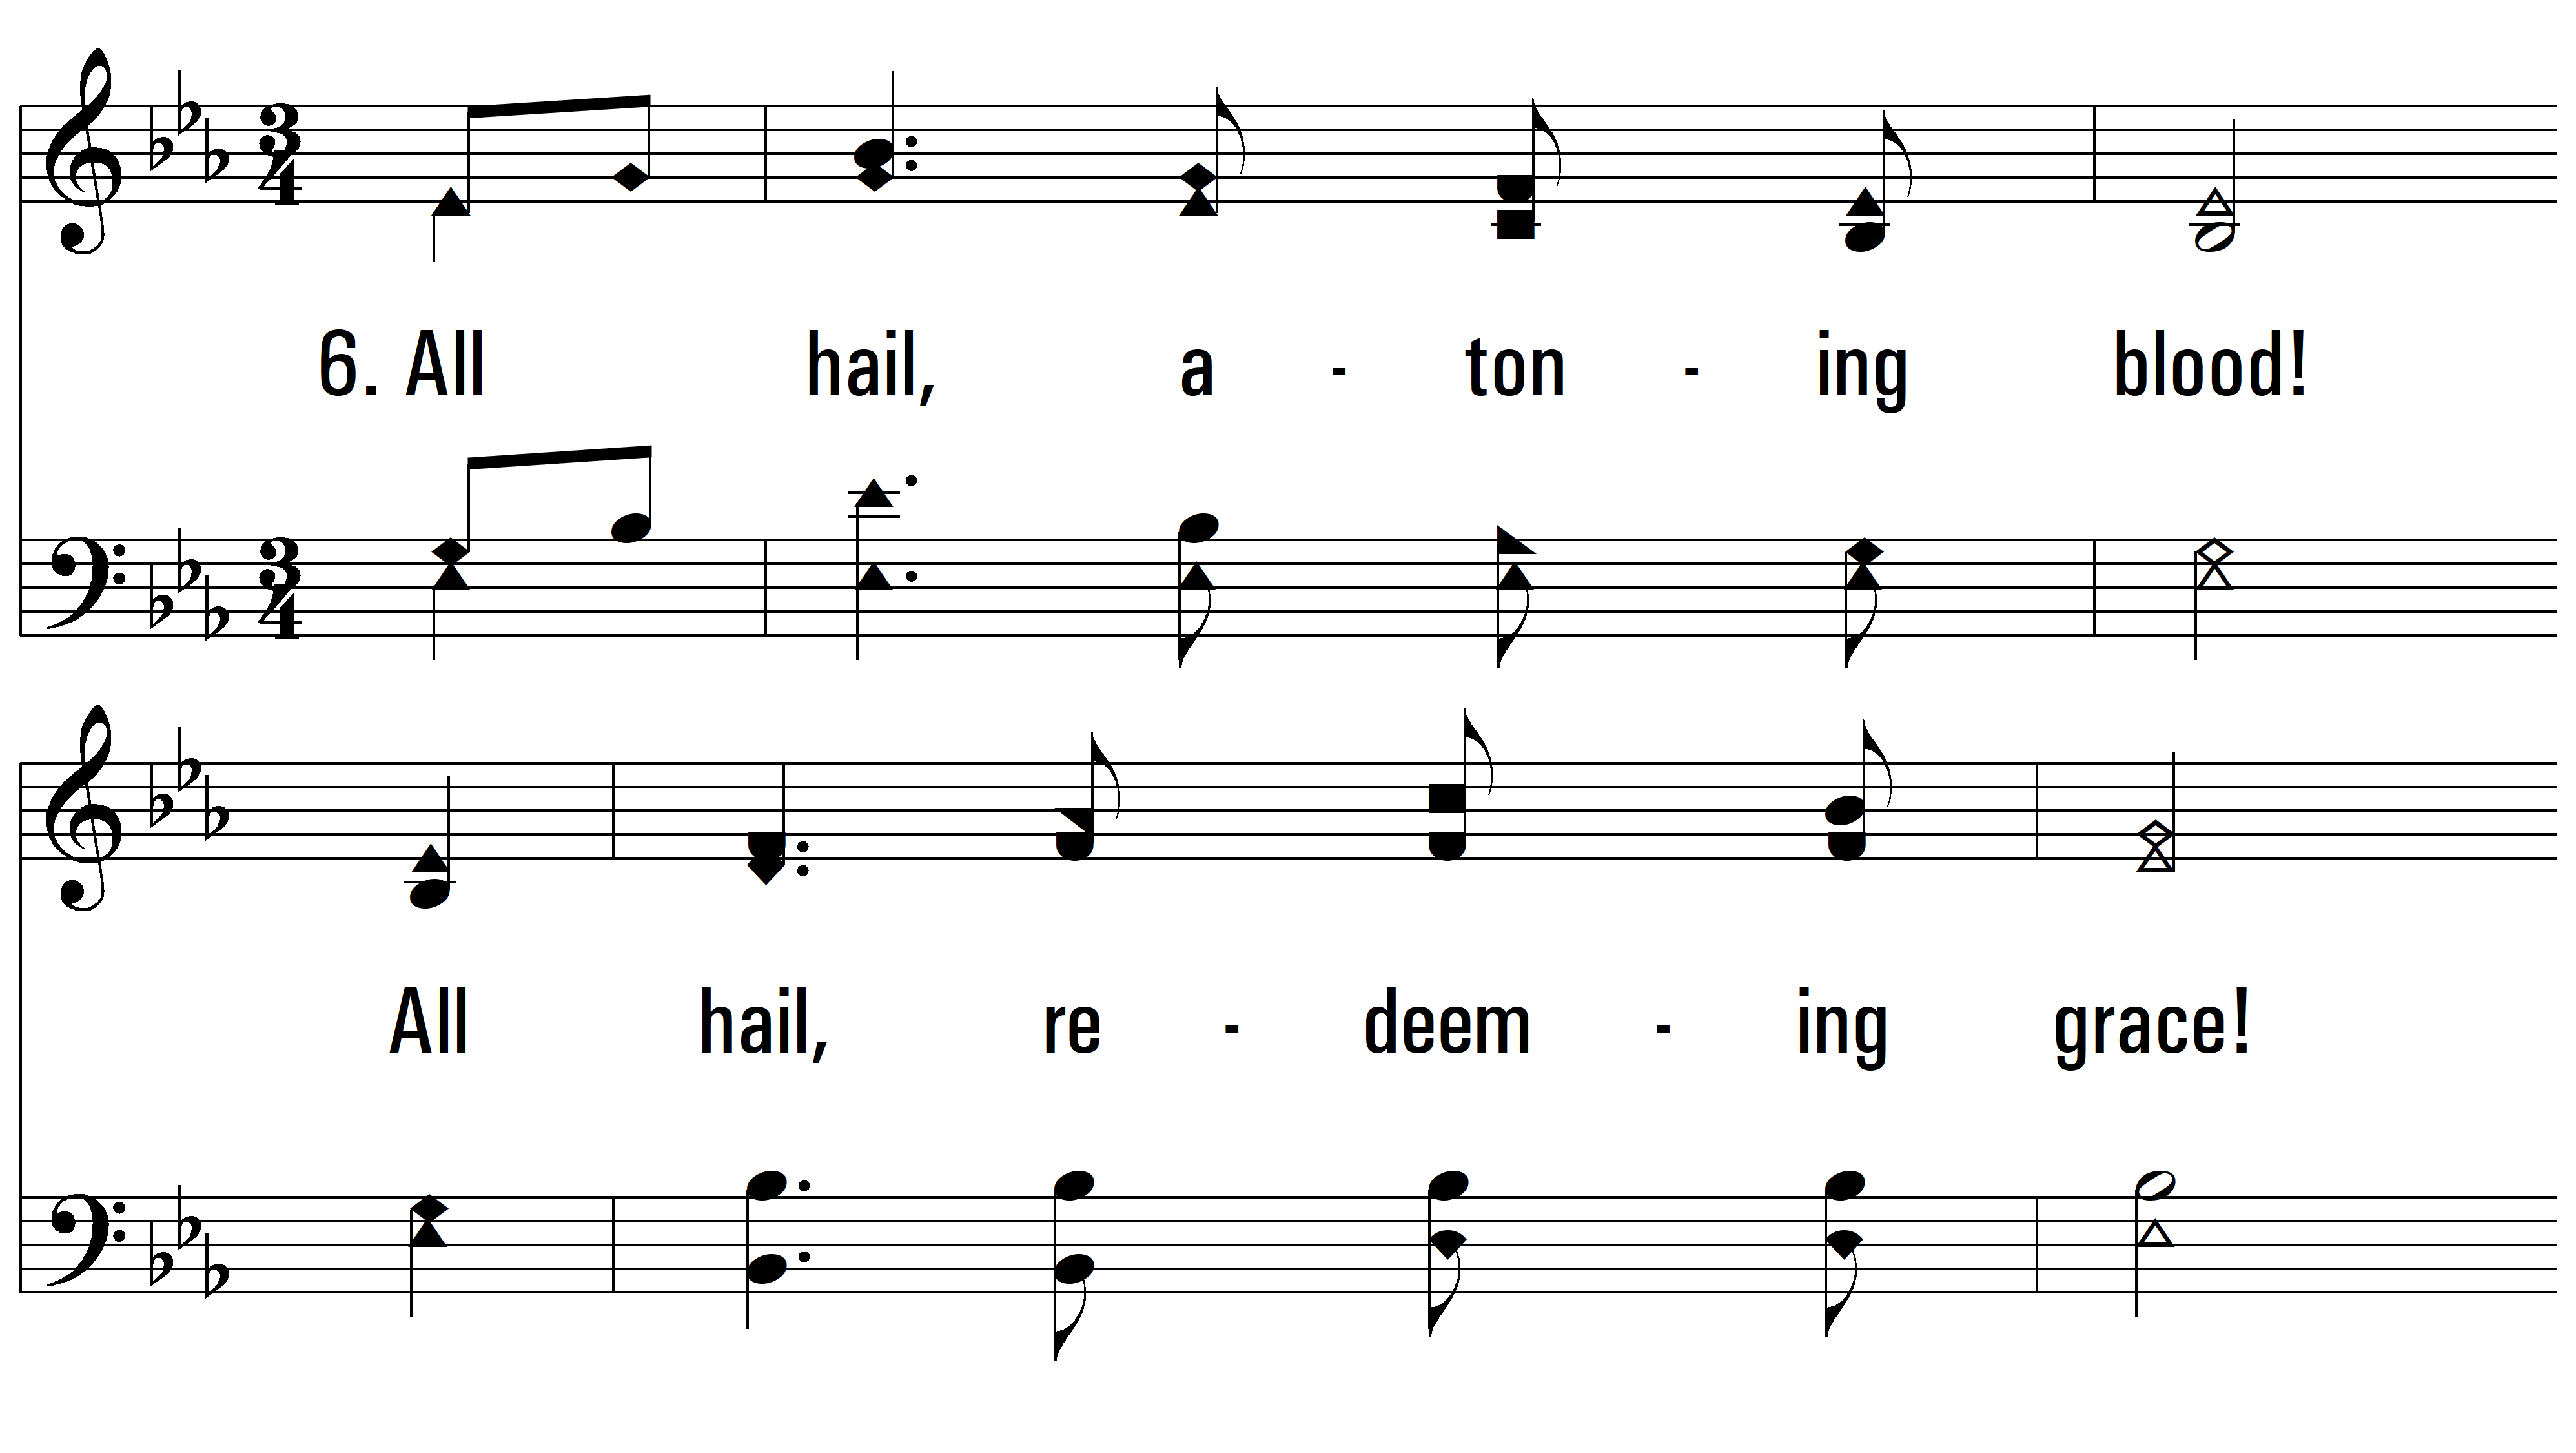 6. All hail, a - ton - ing blood!
All hail, re - deem - ing grace!